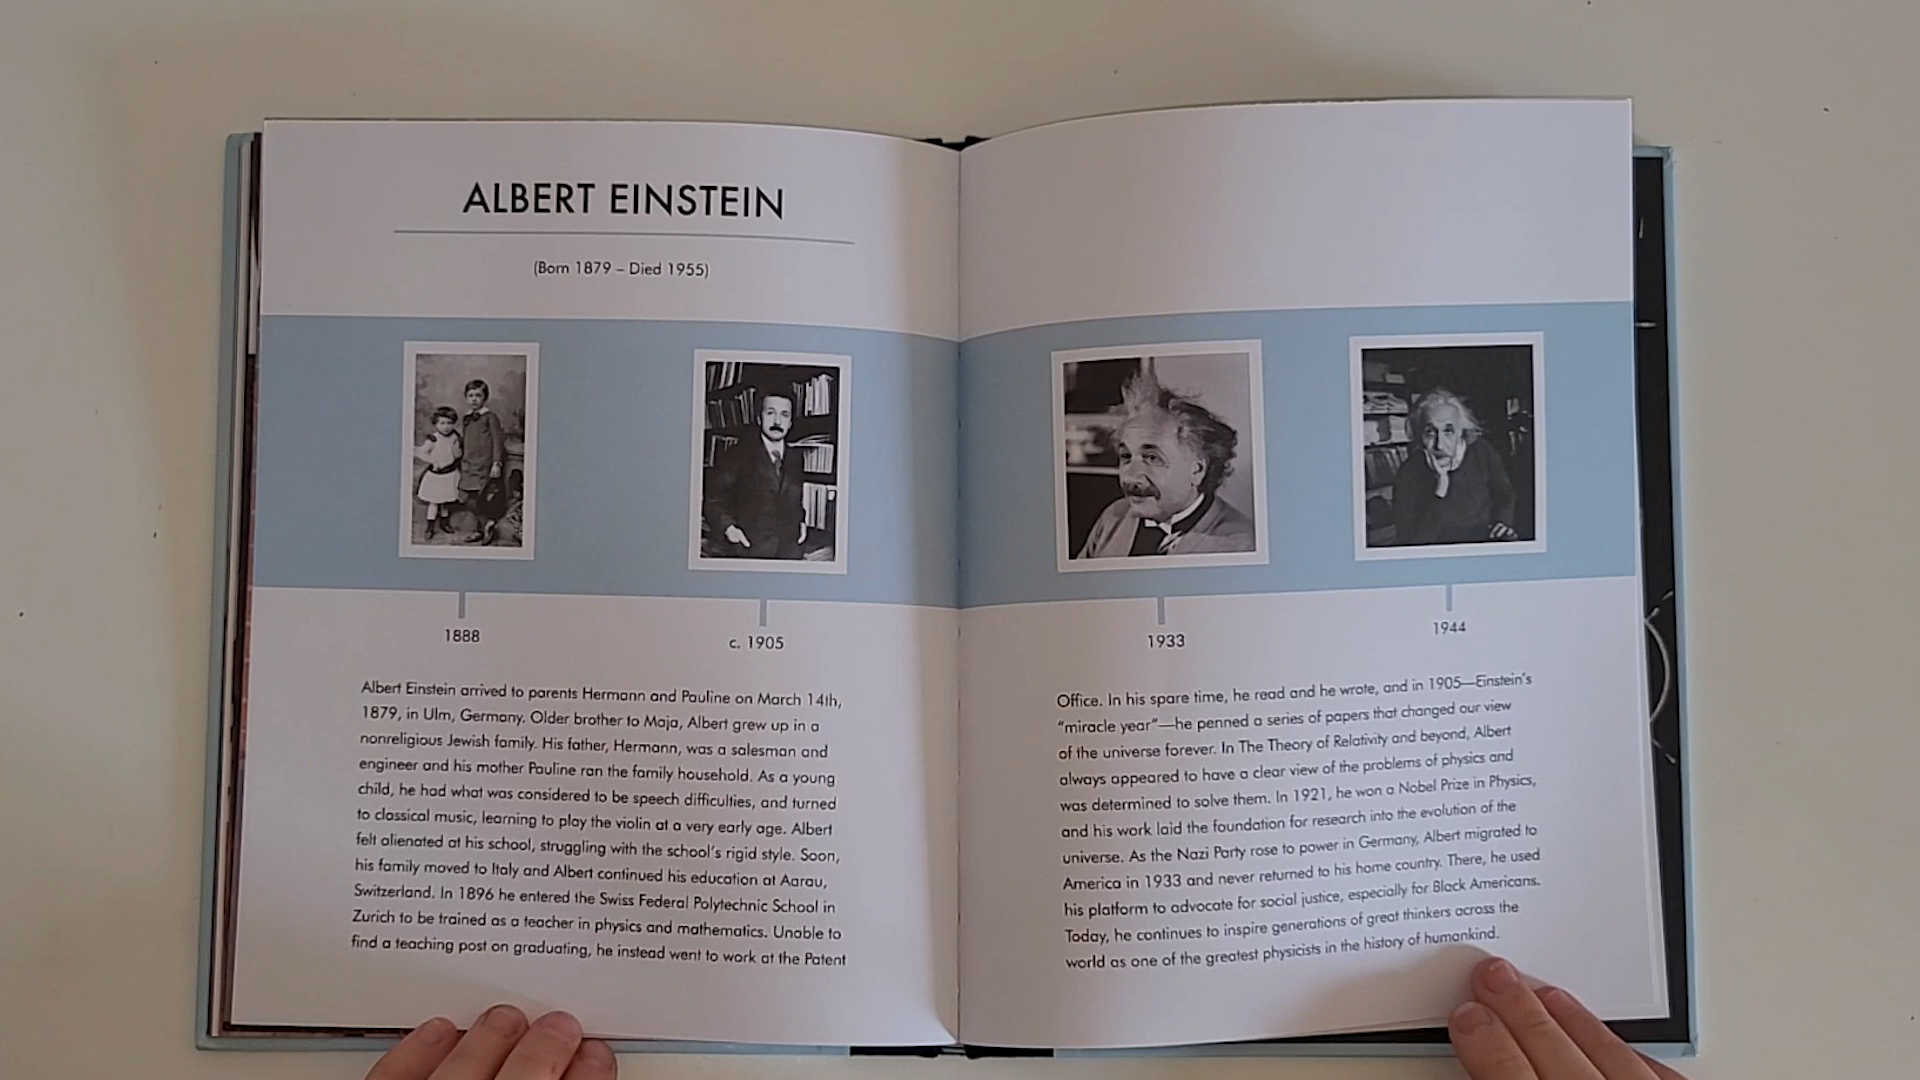 ALBERT EINSTEIN
(Born 1879 – Died 1955)
1888
c. 1905
Albert Einstein arrived to parents Hermann and Pauline on March 14th,
1879, in Ulm, Germany. Older brother to Maja, Albert grew up in a
nonreligious Jewish family. His father, Hermann, was a salesman and
engineer and his mother Pauline ran the family household. As a young
child, he had what was considered to be speech difficulties, and turned
to classical music, learning to play the violin at a very early age. Albert
felt alienated at his school, struggling with the school's rigid style. Soon,
his family moved to Italy and Albert continued his education at Aarau,
Switzerland. In 1896 he entered the Swiss Federal Polytechnic School in
Zurich to be trained as a teacher in physics and mathematics. Unable to
find a teaching post on graduating, he instead went to work at the Patent
1933
1944
Office. In his spare time, he read and he wrote, and in 1905—Einstein's
"miracle year"—he penned a series of papers that changed our view
of the universe forever. In The Theory of Relativity and beyond, Albert
always appeared to have a clear view of the problems of physics and
was determined to solve them. In 1921, he won a Nobel Prize in Physics,
and his work laid the foundation for research into the evolution of the
universe. As the Nazi Party rose to power in Germany, Albert migrated to
America in 1933 and never returned to his home country. There, he used
his platform to advocate for social justice, especially for Black Americans.
Today, he continues to inspire generations of great thinkers across the
world as one of the greatest physicists in the history of humankind.